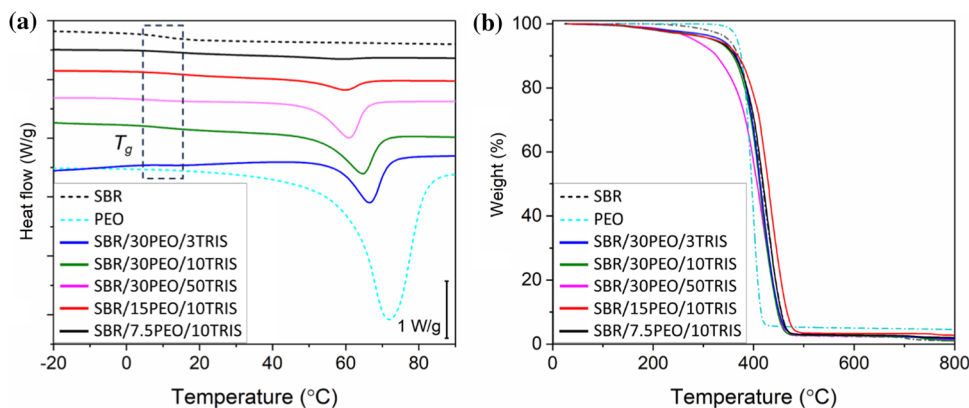 (a)
Heat flow (W/g)
Tg
SBR
PEO
SBR/30PEO/3TRIS
SBR/30PEO/10TRIS
SBR/30PEO/50TRIS
SBR/15PEO/10TRIS
SBR/7.5PEO/10TRIS
1 W/g
-20
0
20
40
60
80
Temperature (°C)
(b)
Weight (%)
100
80
60
40
20
0
SBR
PEO
SBR/30PEO/3TRIS
SBR/30PEO/10TRIS
SBR/30PEO/50TRIS
SBR/15PEO/10TRIS
SBR/7.5PEO/10TRIS
0
200
400
600
800
Temperature (°C)